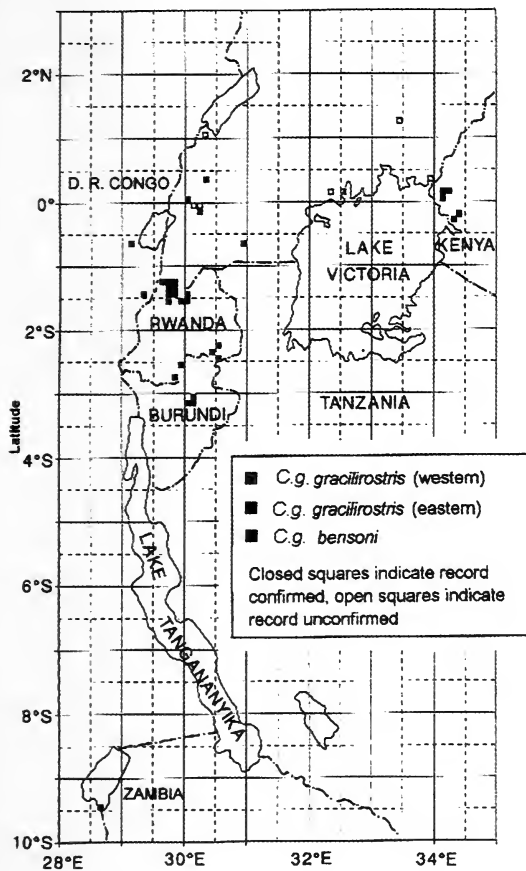 2°N
D. R. CONGO
0°
LAKE
VICTORIA
KENYA
RWANDA
2°S
BURUNDI
TANZANIA
Latitude
4°S
C.g. gracilirostris (western)
C.g. gracilirostris (eastern)
C.g. bensoni
Closed squares indicate record
confirmed, open squares indicate
record unconfirmed
LAKE
TANGANANYIKA
6°S
8°S
ZAMBIA
10°S
28°E
30°E
32°E
34°E